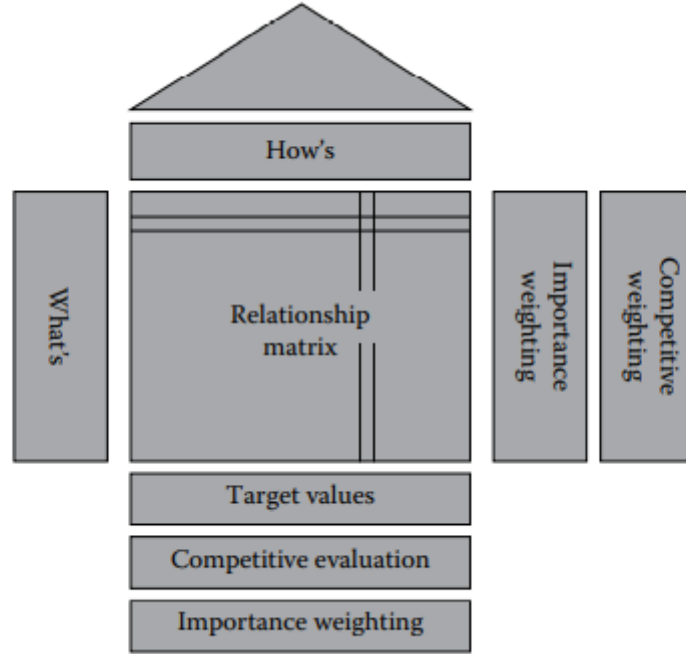 How's
What's
Relationship
matrix
Importance
weighting
Competitive
weighting
Target values
Competitive evaluation
Importance weighting